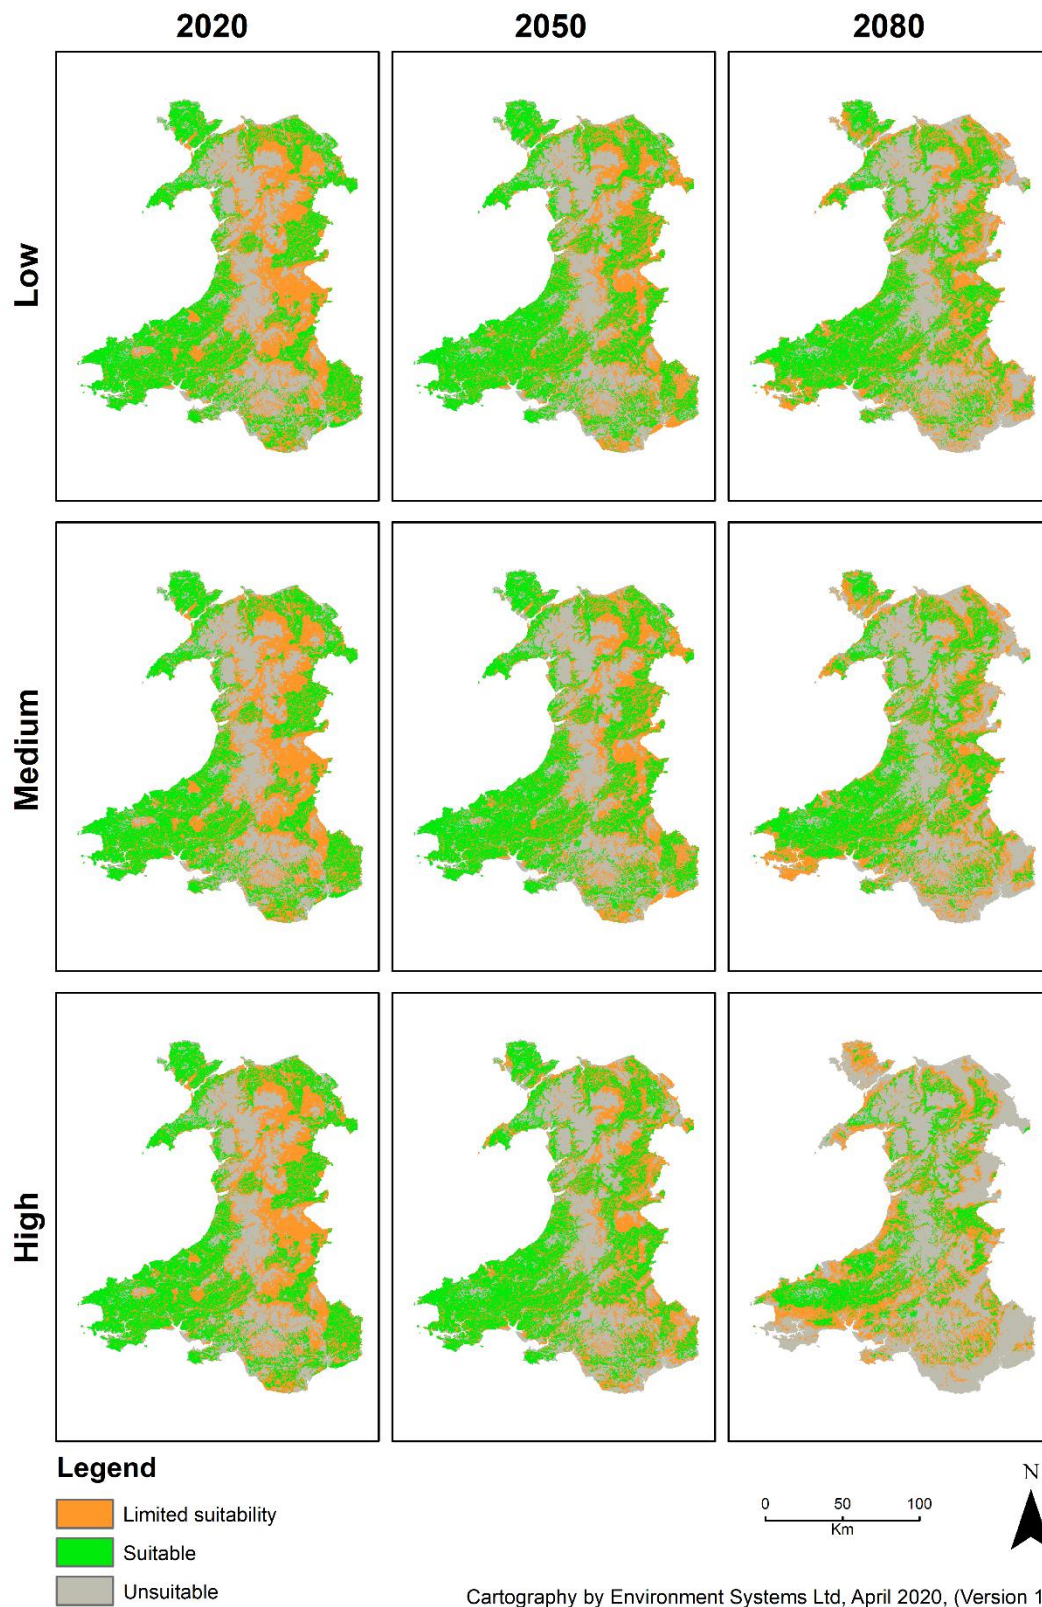 2020 2050 2080
Low
Medium
High
Legend
Limited suitability
Suitable
Unsuitable
0 50 100
Km
N
Cartography by Environment Systems Ltd, April 2020, (Version 1